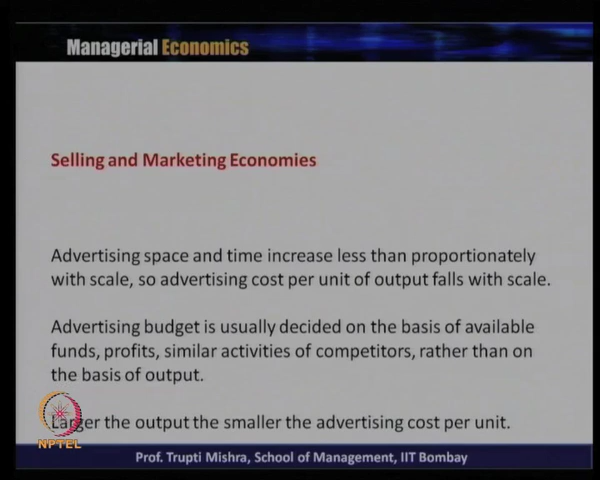 Managerial Economics
Selling and Marketing Economies
Advertising space and time increase less than proportionately
with scale, so advertising cost per unit of output falls with scale.
Advertising budget is usually decided on the basis of available
funds, profits, similar activities of competitors, rather than on
the basis of output.
Larger the output the smaller the advertising cost per unit.
NPTEL
Prof. Trupti Mishra, School of Management, IIT Bombay